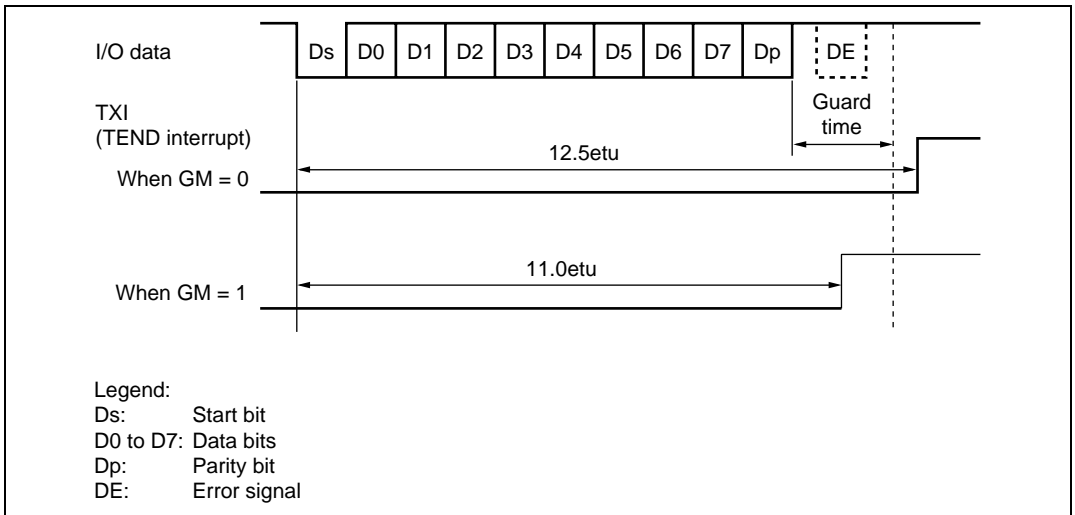 I/O data
Ds D0 D1 D2 D3 D4 D5 D6 D7 Dp DE
Guard
time
TXI
(TEND interrupt)
12.5etu
When GM = 0
11.0etu
When GM = 1
Legend:
Ds: Start bit
D0 to D7: Data bits
Dp: Parity bit
DE: Error signal